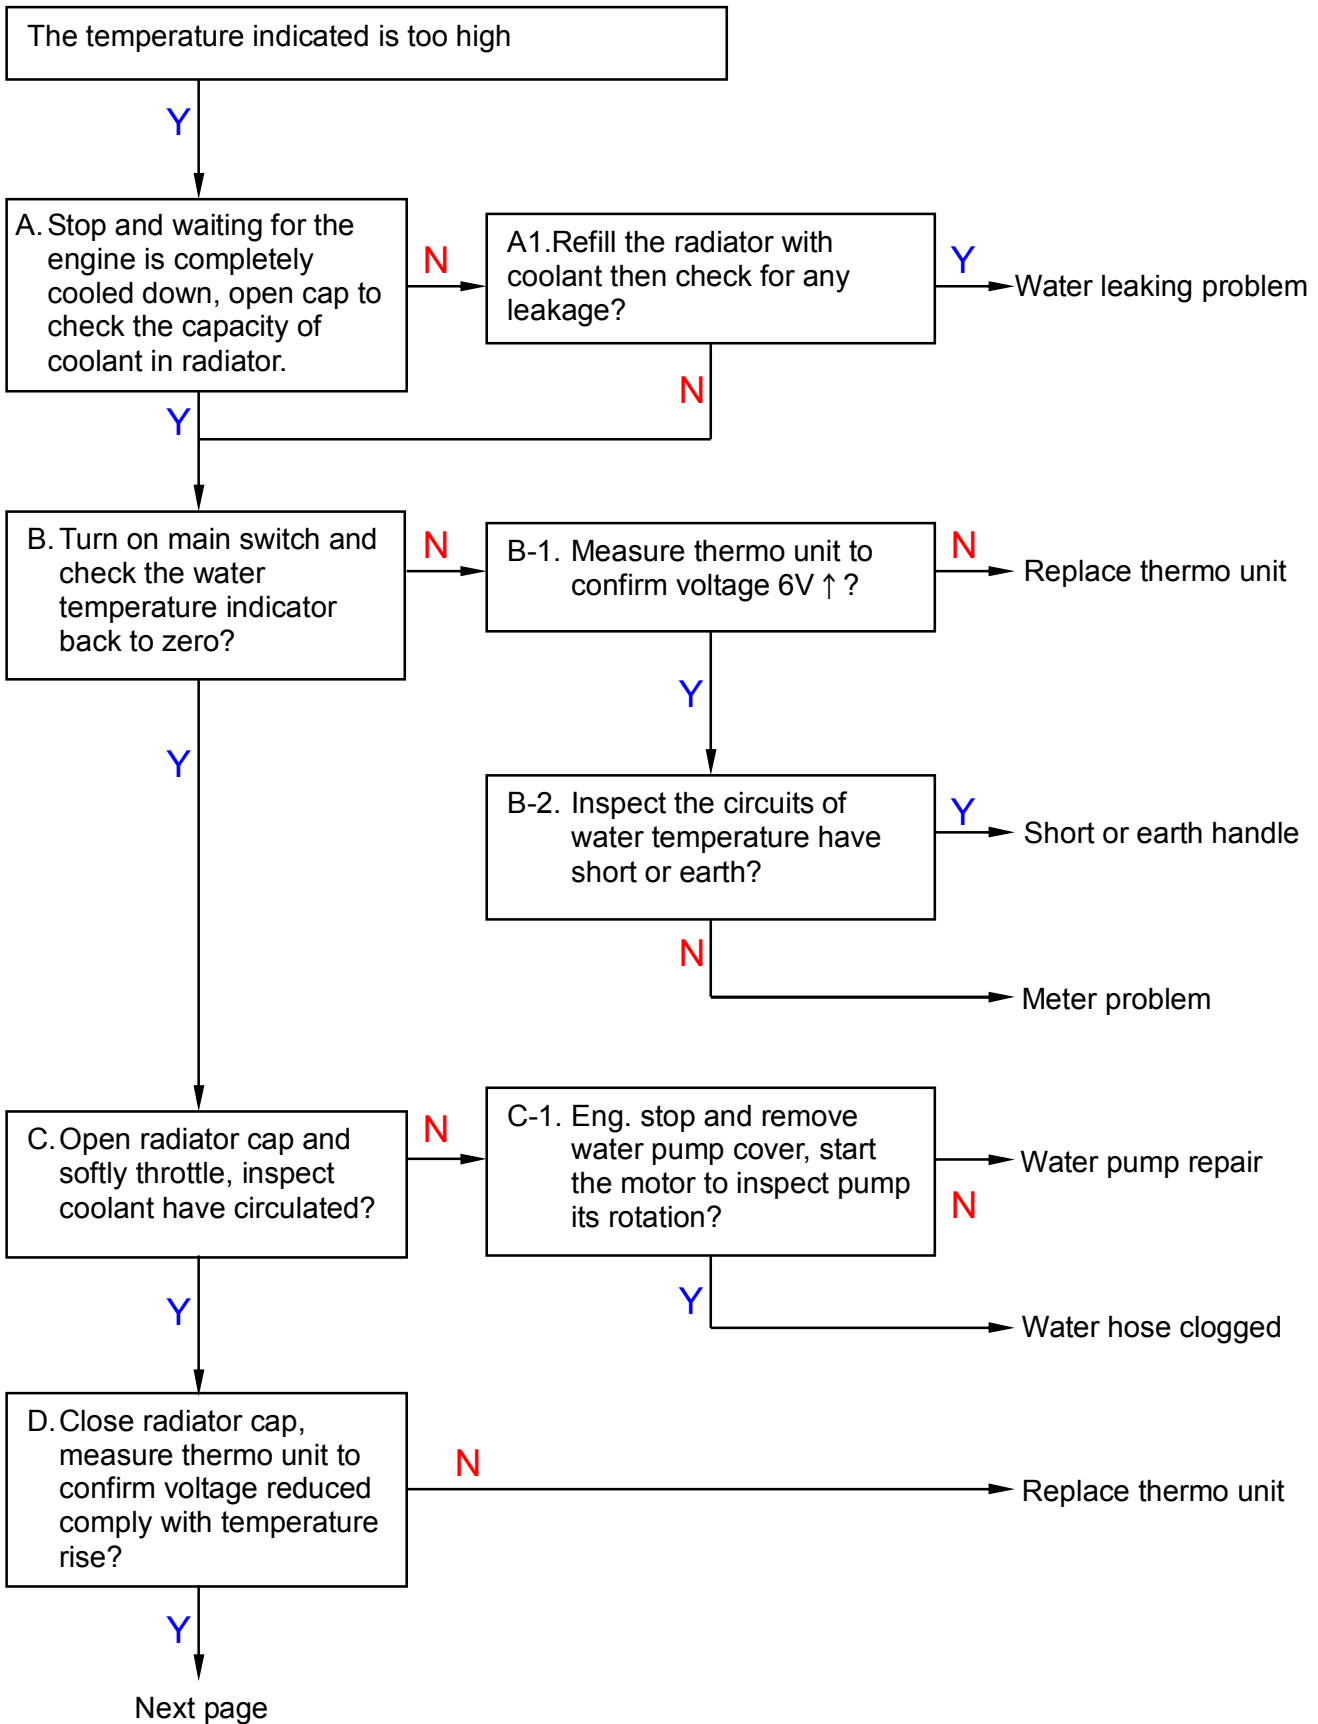 The temperature indicated is too high
Y
A. Stop and waiting for the
engine is completely
cooled down, open cap to
check the capacity of
coolant in radiator.
N
A1.Refill the radiator with
coolant then check for any
leakage?
Y
Water leaking problem
Y
N
B. Turn on main switch and
check the water
temperature indicator
back to zero?
N
B-1. Measure thermo unit to
confirm voltage 6V ↑ ?
N
Replace thermo unit
Y
Y
B-2. Inspect the circuits of
water temperature have
short or earth?
Y
Short or earth handle
N
Meter problem
C. Open radiator cap and
softly throttle, inspect
coolant have circulated?
N
C-1. Eng. stop and remove
water pump cover, start
the motor to inspect pump
its rotation?
Water pump repair
N
Y
Y
Water hose clogged
D. Close radiator cap,
measure thermo unit to
confirm voltage reduced
comply with temperature
rise?
N
Replace thermo unit
Y
Next page